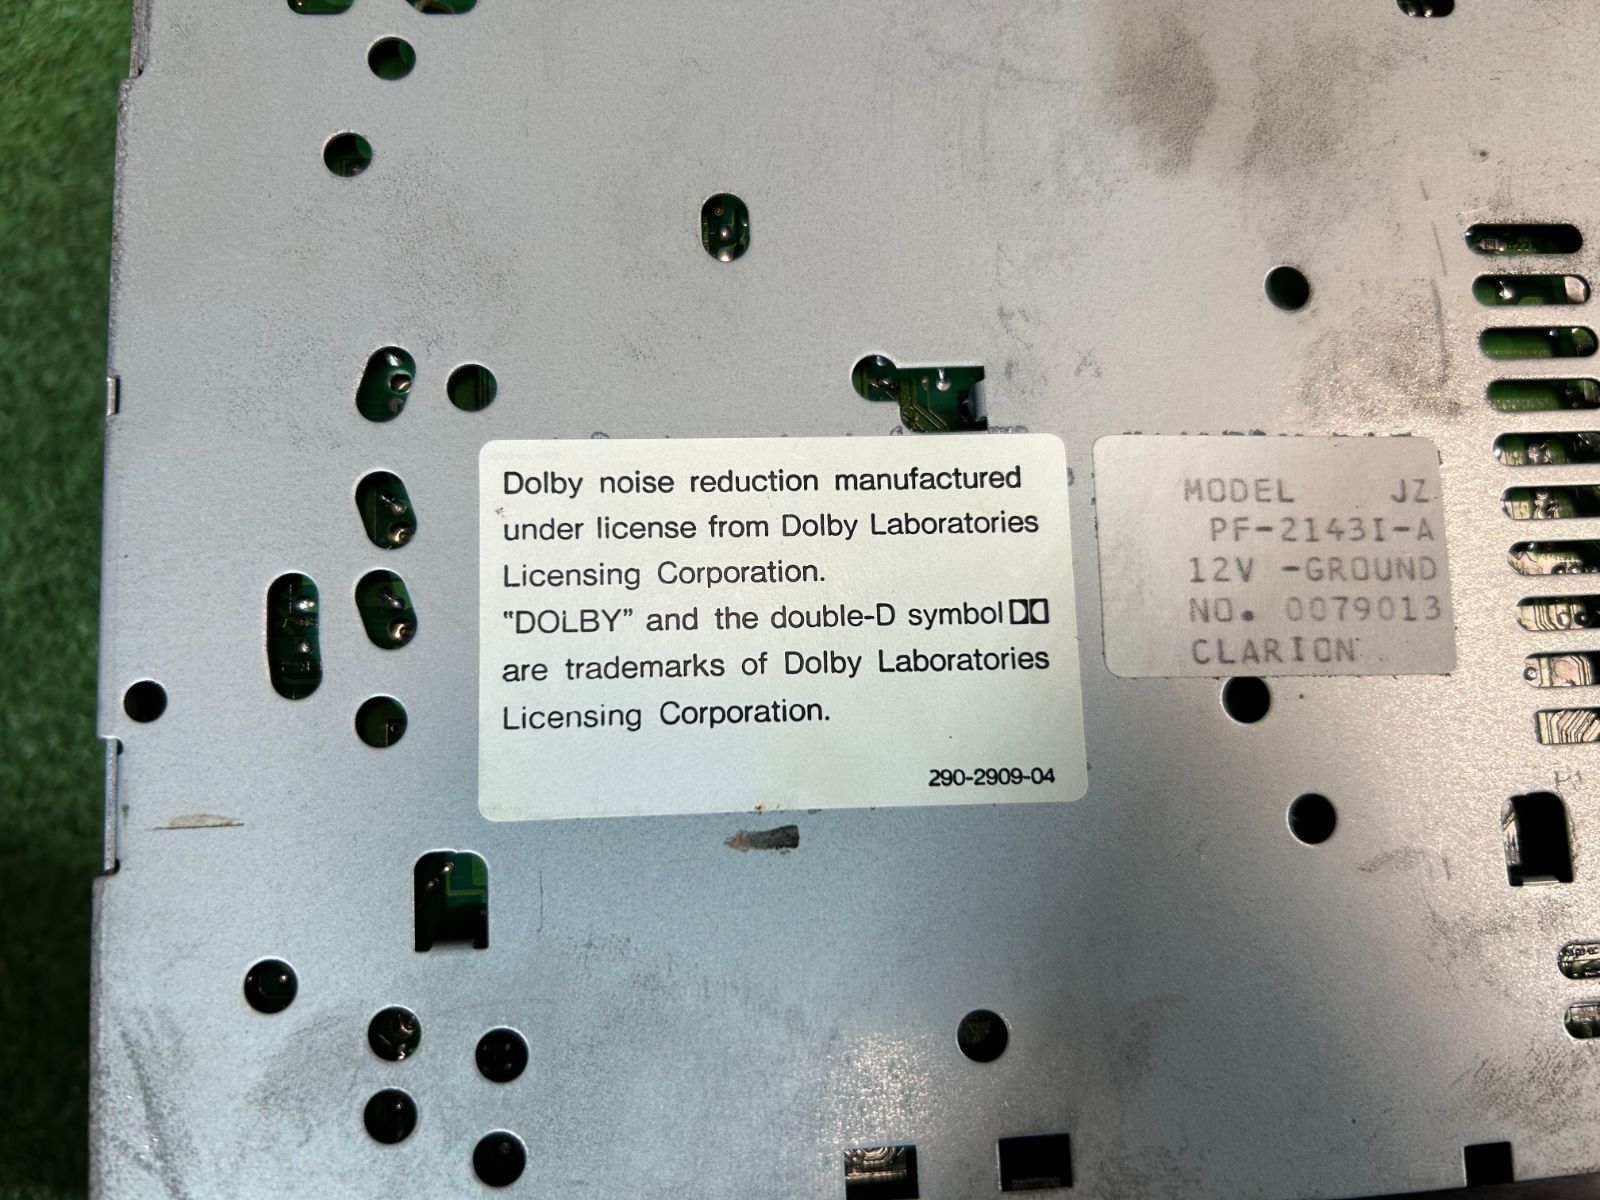 Dolby noise reduction manufactured
under license from Dolby Laboratories
Licensing Corporation.
"DOLBY" and the double-D symbol
are trademarks of Dolby Laboratories
Licensing Corporation.
290-2909-04
MODEL JZ
PF-2143I-A
12V -GROUND
NO. 0079013
CLARION